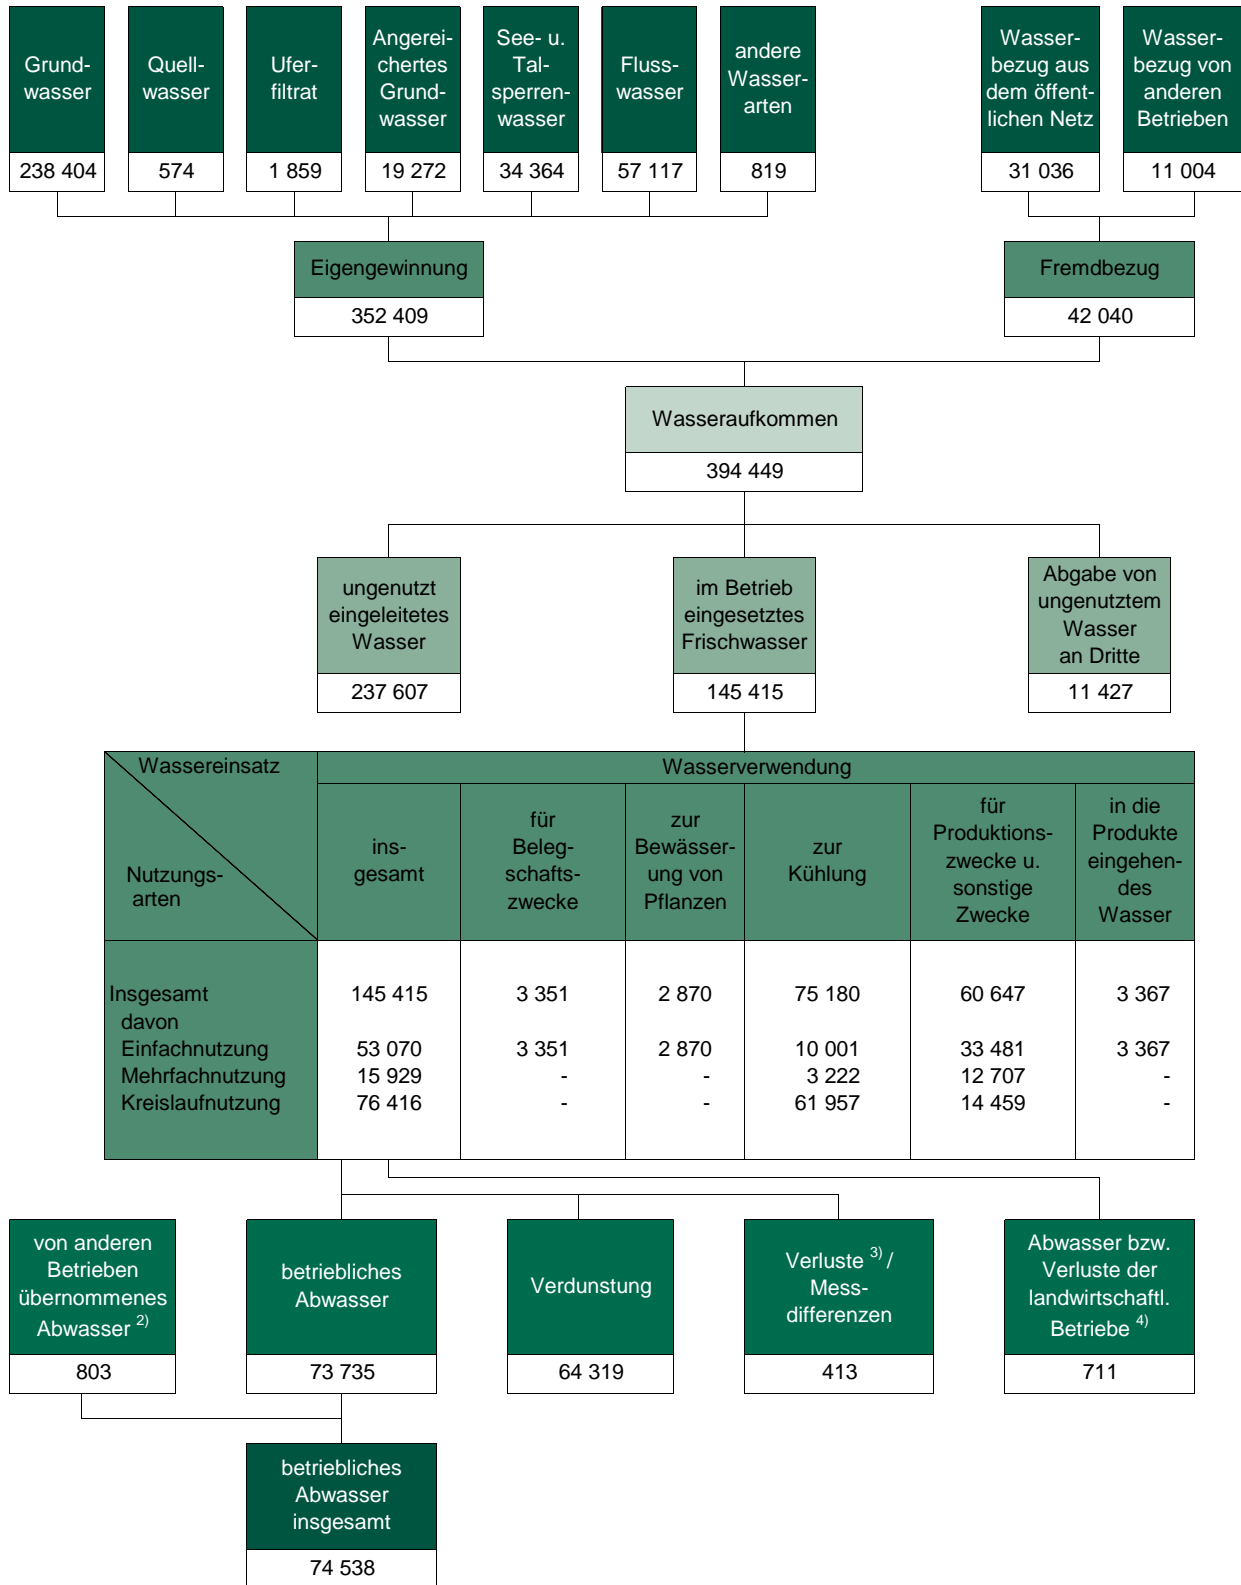 Grund-
wasser
238 404
Quell-
wasser
574
Ufer-
filtrat
1 859
Angerei-
chertes
Grund-
wasser
19 272
See- u.
Tal-
sperren-
wasser
34 364
Fluss-
wasser
57 117
andere
Wasser-
arten
819
Wasser-
bezug aus
dem öffent-
lichen Netz
31 036
Wasser-
bezug von
anderen
Betrieben
11 004
Eigengewinnung
352 409
Fremdbezug
42 040
Wasseraufkommen
394 449
ungenutzt
eingeleitetes
Wasser
237 607
im Betrieb
eingesetztes
Frischwasser
145 415
Abgabe von
ungenutztem
Wasser
an Dritte
11 427
Wassereinsatz
Nutzungs-
arten
Wasserverwendung
ins-
gesamt
für
Beleg-
schafts-
zwecke
zur
Bewässer-
ung von
Pflanzen
zur
Kühlung
für
Produktions-
zwecke u.
sonstige
Zwecke
in die
Produkte
eingehen-
des
Wasser
Insgesamt 145 415 3 351 2 870 75 180 60 647 3 367
davon
Einfachnutzung 53 070 3 351 2 870 10 001 33 481 3 367
Mehrfachnutzung 15 929 - - 3 222 12 707 -
Kreislaufnutzung 76 416 - - 61 957 14 459 -
von anderen
Betrieben
übernommenes
Abwasser 2)
803
betriebliches
Abwasser
73 735
Verdunstung
64 319
Verluste 3) /
Mess-
differenzen
413
Abwasser bzw.
Verluste der
landwirtschaftl.
Betriebe 4)
711
betriebliches
Abwasser
insgesamt
74 538